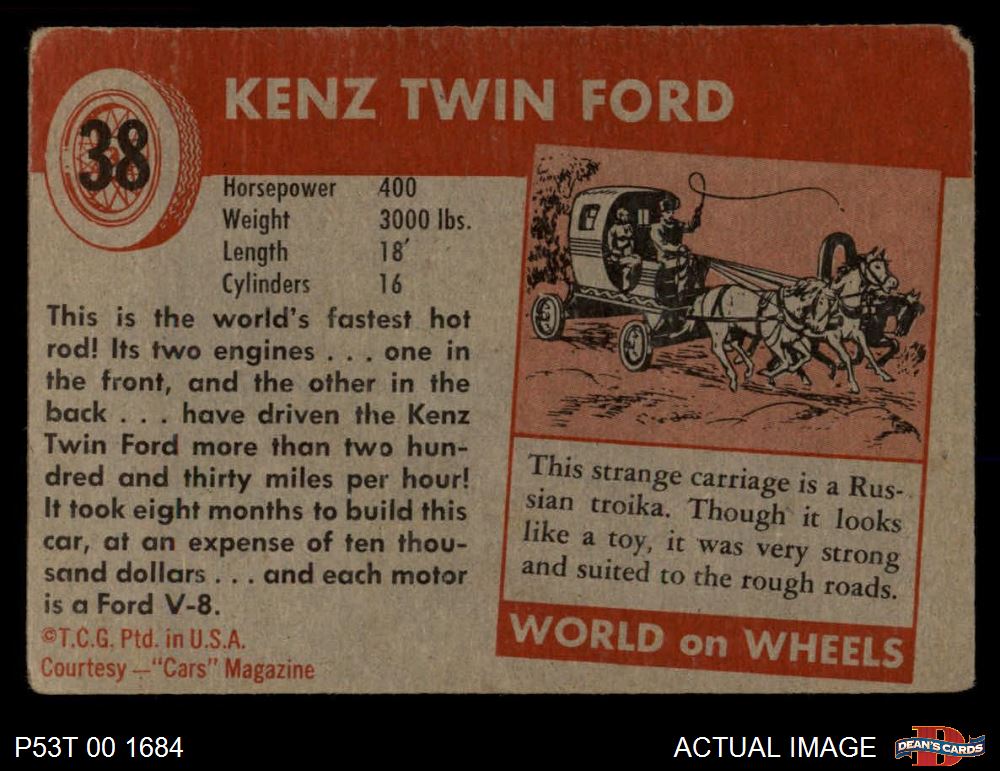 KENZ TWIN FORD
38
Horsepower 400
Weight 3000 lbs.
Length 18'
Cylinders 16
This is the world's fastest hot
rod! Its two engines . . . one in
the front, and the other in the
back . . . have driven the Kenz
Twin Ford more than two hun-
dred and thirty miles per hour!
It took eight months to build this
car, at an expense of ten thou-
sand dollars . . . and each motor
is a Ford V-8.
©T.C.G. Ptd. in U.S.A.
Courtesy—"Cars" Magazine
This strange carriage is a Rus-
sian troika. Though it looks
like a toy, it was very strong
and suited to the rough roads.
WORLD on WHEELS
P53T 00 1684
ACTUAL IMAGE
D
DEAN'S CARDS